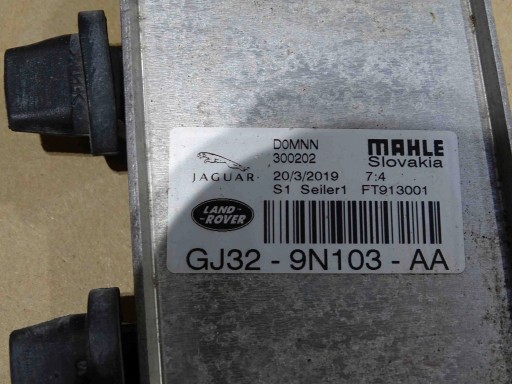 D0MNN
300202
MAHLE
Slovakia
JAGUAR
20/3/2019 7:4
S1 Seiler1 FT913001
LAND-
ROVER
GJ32 - 9N103 - AA